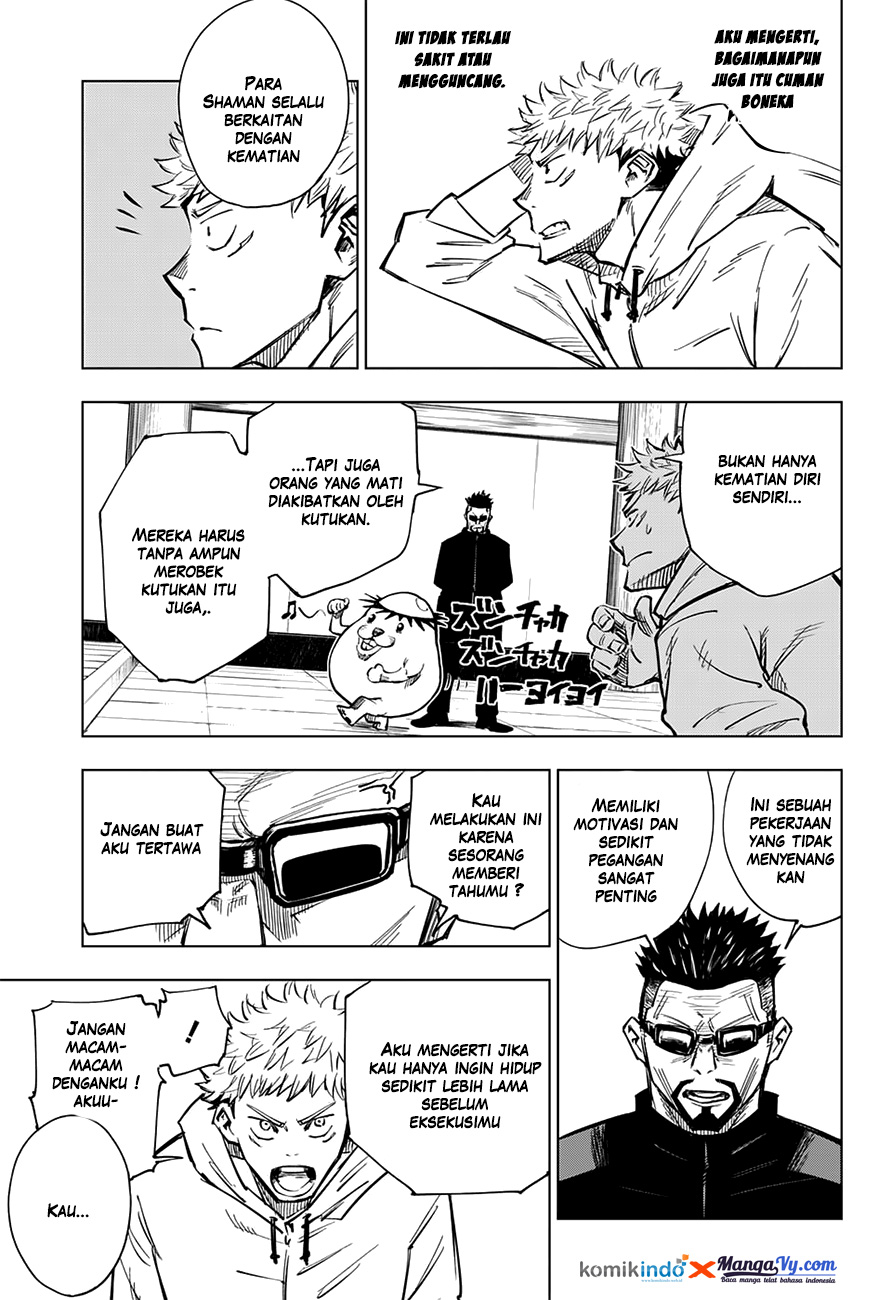 AKU MENGERTI,
BAGAIMANAPUN
JUGA ITU CUMAN
BONEKA
INI TIDAK TERLAU
SAKIT ATAU
MENGGUNCANG.
PARA
SHAMAN SELALU
BERKAITAN
DENGAN
KEMATIAN
BUKAN HANYA
KEMATIAN DIRI
SENDIRI...
...TAPI JUGA
ORANG YANG MATI
DIAKIBATKAN OLEH
KUTUKAN.
MEREKA HARUS
TANPA AMPUN
MEROBEK
KUTUKAN ITU
JUGA,.
ズンチャカ
ズンチャカ
ハーヨイヨイ
INI SEBUAH
PEKERJAAN
YANG TIDAK
MENYENANG
KAN
MEMILIKI
MOTIVASI DAN
SEDIKIT
PEGANGAN
SANGAT
PENTING
KAU
MELAKUKAN INI
KARENA
SESORANG
MEMBERI
TAHUMU ?
JANGAN BUAT
AKU TERTAWA
AKU MENGERTI JIKA
KAU HANYA INGIN HIDUP
SEDIKIT LEBIH LAMA
SEBELUM
EKSEKUSIMU
!
JANGAN
MACAM-
MACAM
DENGANKU !
AKUU-
KAU...
komikindo X MangaVy.com
Baca manga telat bahasa indonesia